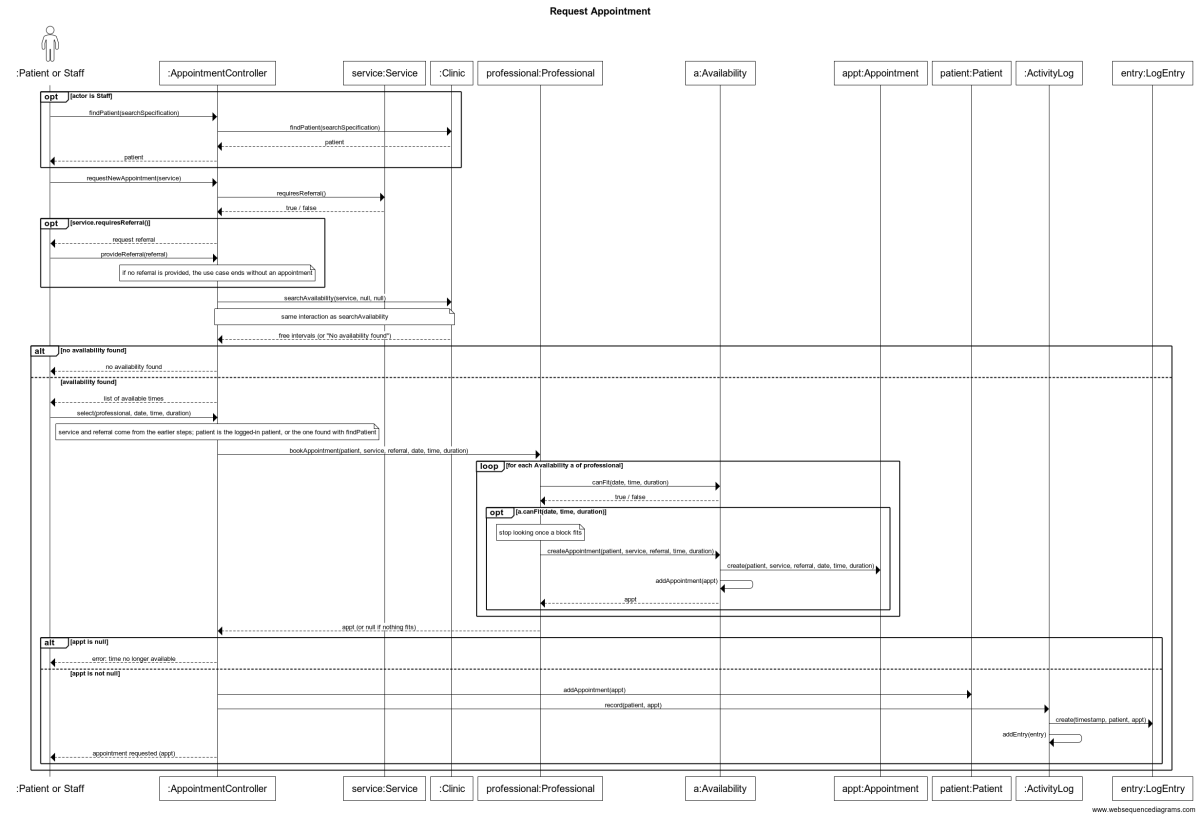 Request Appointment
:Patient or Staff
:AppointmentController
service:Service
:Clinic
professional:Professional
a:Availability
appt:Appointment
patient:Patient
:ActivityLog
entry:LogEntry
opt [actor is Staff]
findPatient(searchSpecification)
findPatient(searchSpecification)
patient
patient
requestNewAppointment(service)
requiresReferral()
true / false
opt [service.requiresReferral()]
request referral
provideReferral(referral)
if no referral is provided, the use case ends without an appointment
searchAvailability(service, null, null)
same interaction as searchAvailability
free intervals (or "No availability found")
alt [no availability found]
no availability found
[availability found]
list of available times
select(professional, date, time, duration)
service and referral come from the earlier steps; patient is the logged-in patient, or the one found with findPatient
bookAppointment(patient, service, referral, date, time, duration)
loop [for each Availability a of professional]
canFit(date, time, duration)
true / false
opt [a.canFit(date, time, duration)]
stop looking once a block fits
createAppointment(patient, service, referral, time, duration)
create(patient, service, referral, date, time, duration)
addAppointment(appt)
appt
appt (or null if nothing fits)
alt [appt is null]
error: time no longer available
[appt is not null]
addAppointment(appt)
record(patient, appt)
create(timestamp, patient, appt)
addEntry(entry)
appointment requested (appt)
:Patient or Staff
:AppointmentController
service:Service
:Clinic
professional:Professional
a:Availability
appt:Appointment
patient:Patient
:ActivityLog
entry:LogEntry
www.websequencediagrams.com